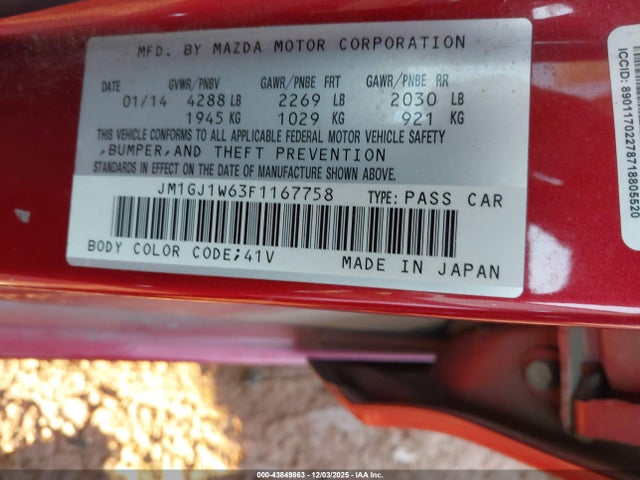 MFD. BY MAZDA MOTOR CORPORATION
DATE GVWR/PNBV GAWR/PNBE FRT GAWR/PNBE RR
01/14 4288 LB 2269 LB 2030 LB
1945 KG 1029 KG 921 KG
THIS VEHICLE CONFORMS TO ALL APPLICABLE FEDERAL MOTOR VEHICLE SAFETY
,BUMPER,AND THEFT PREVENTION
STANDARDS IN EFFECT ON THE DATE OF MANUFACTURE SHOWN ABOVE.
JM1GJ1W63F1167758 TYPE: PASS CAR
BODY COLOR CODE;41V MADE IN JAPAN
ICCID: 89011702278718805520
000-43849863 - 12/03/2025 - IAA Inc.